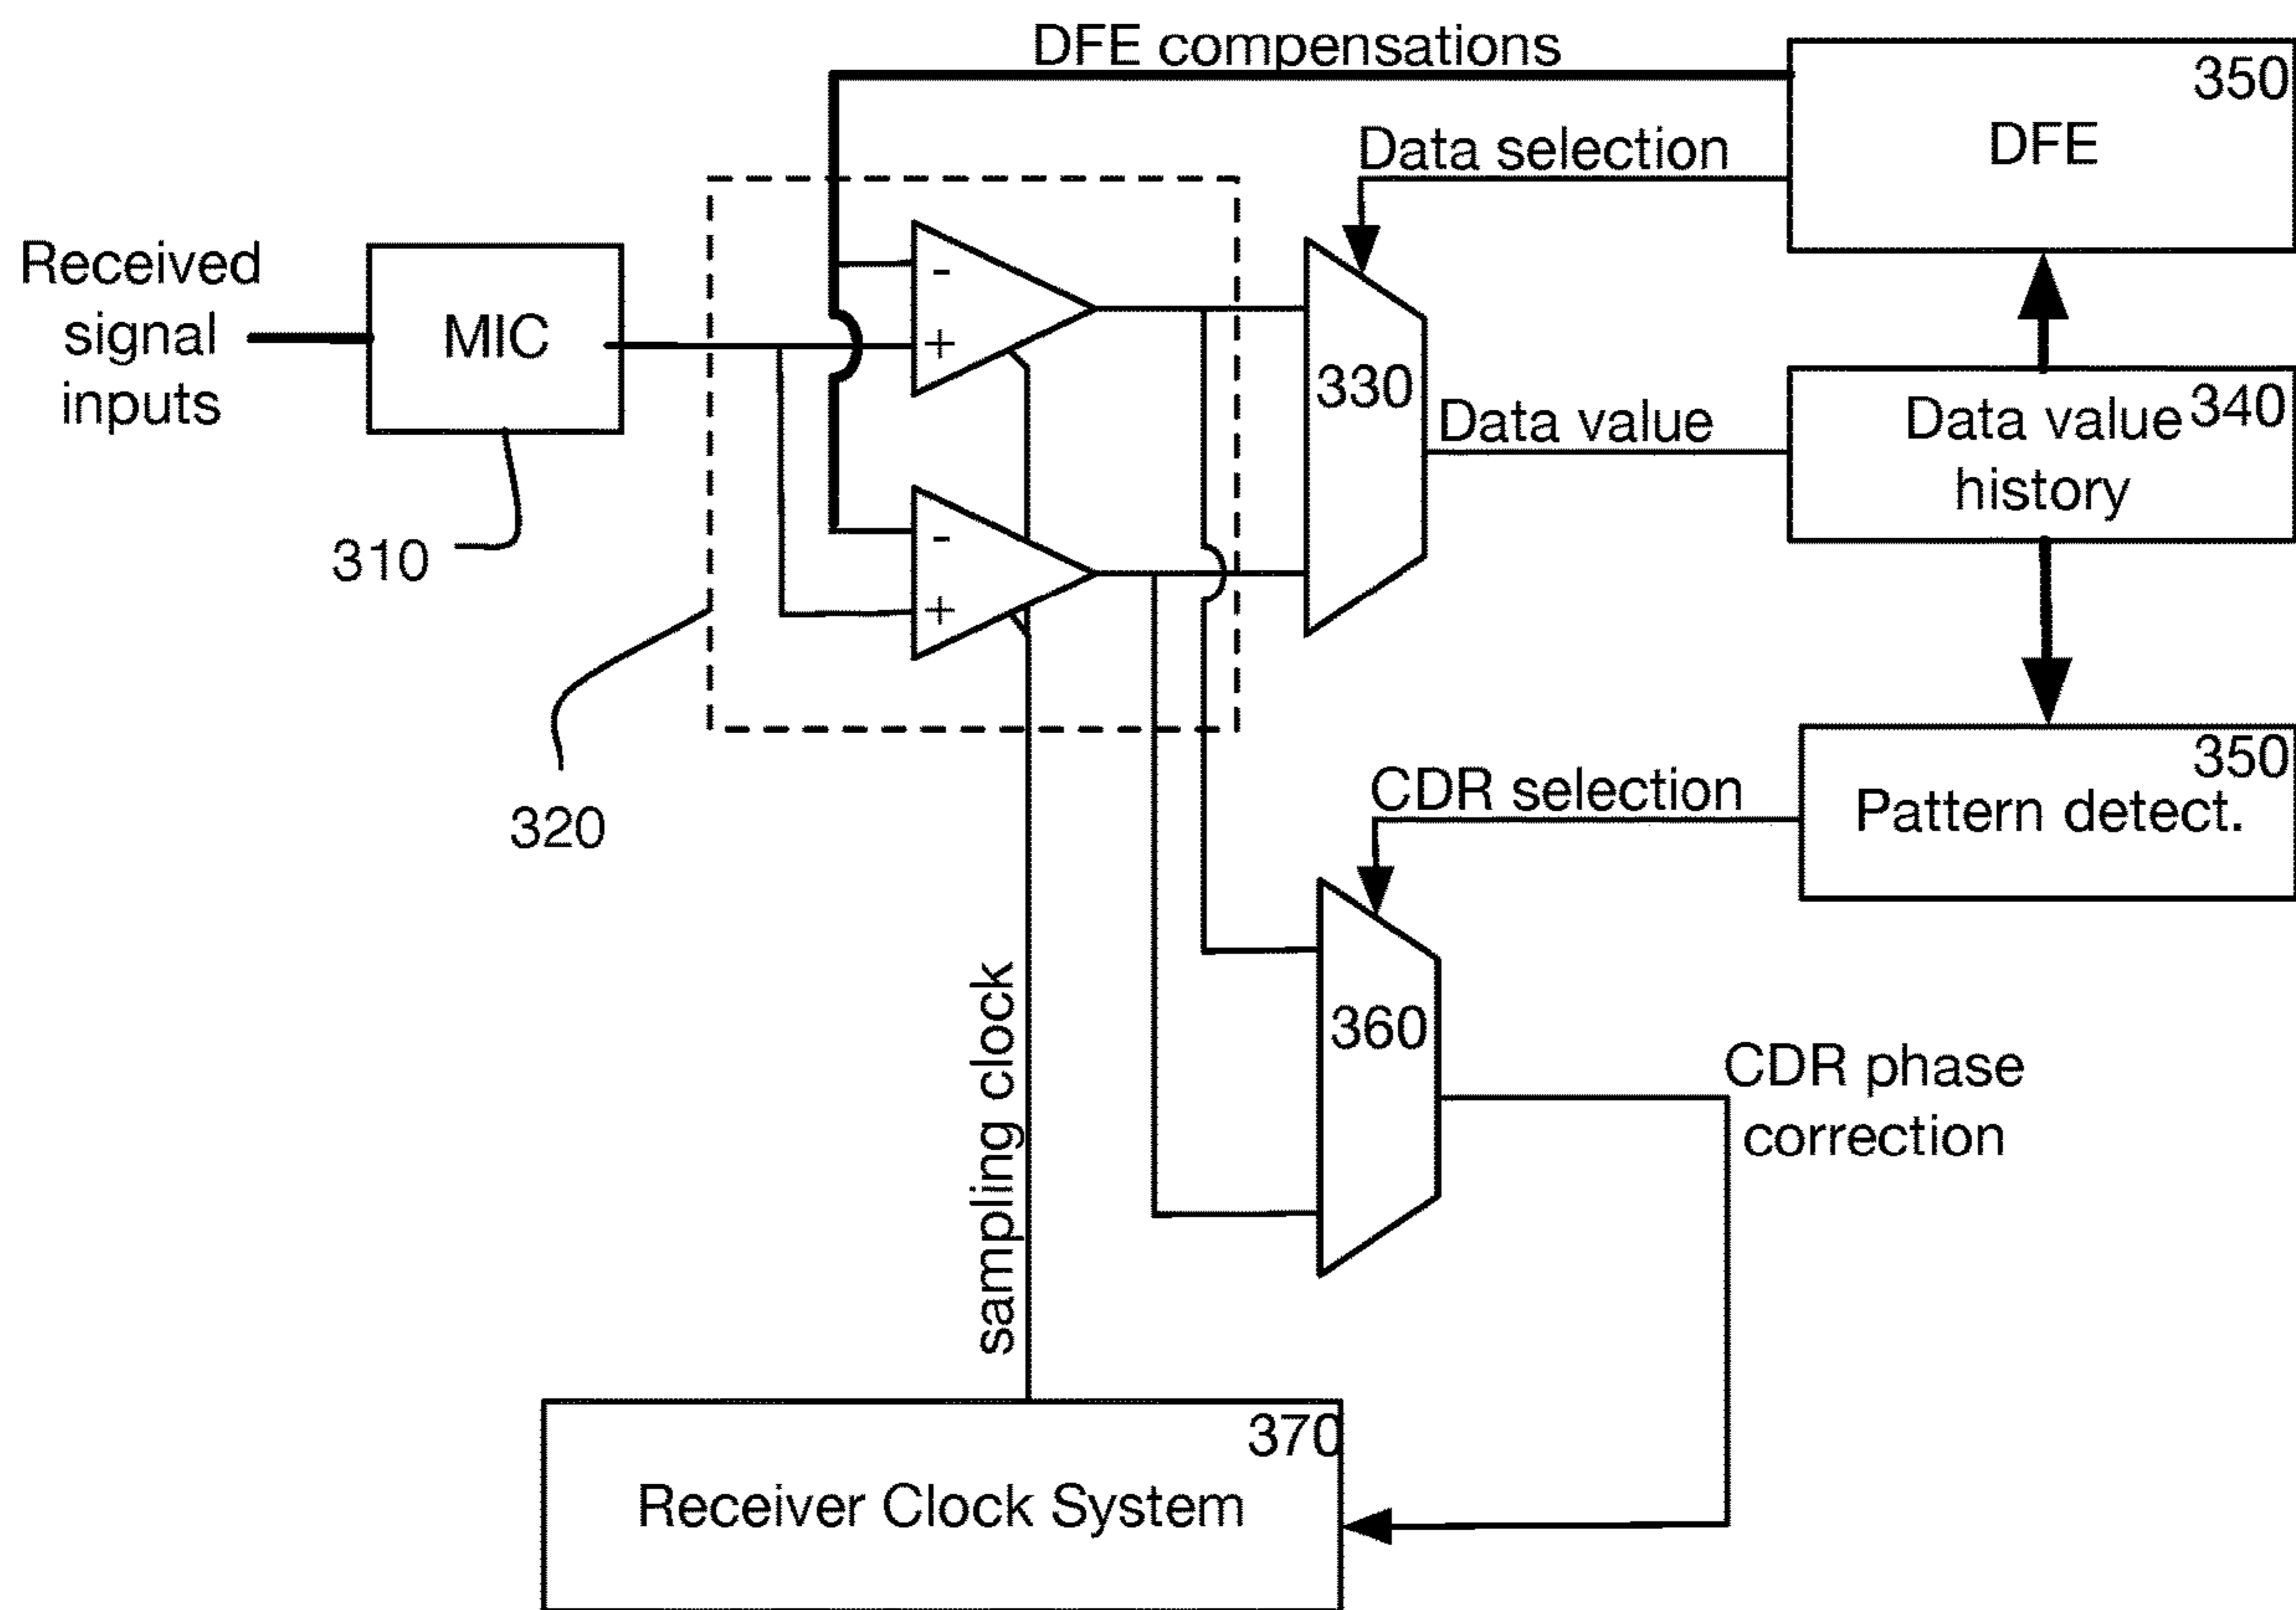 DFE compensations
350
DFE
Data selection
Received
signal
inputs
MIC
-
+
330
Data value
Data value
history
340
310
-
+
320
350
Pattern detect.
CDR selection
360
sampling clock
CDR phase
correction
370
Receiver Clock System